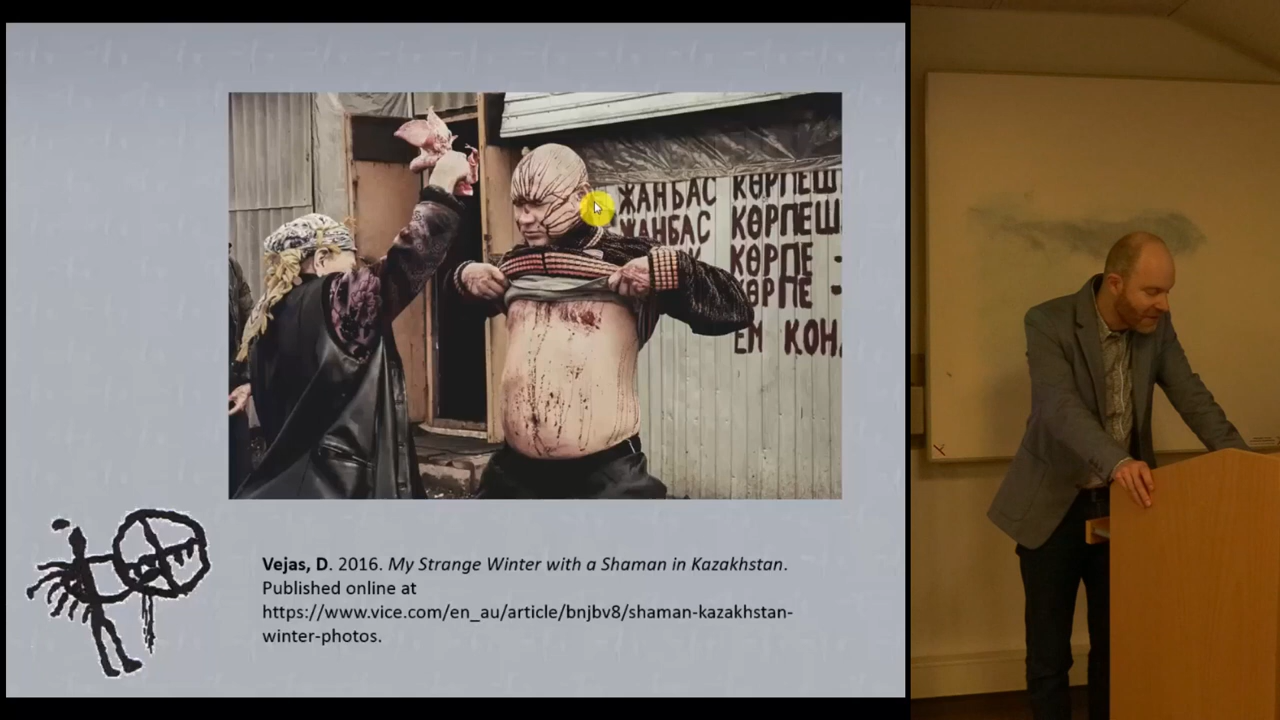 ЖАНБАС КӨРПЕШ
ЖАНБАС КӨРПЕШ
КӨРПЕ -
КӨРПЕ -
ЕМ КОН
Vejas, D. 2016. My Strange Winter with a Shaman in Kazakhstan.
Published online at
https://www.vice.com/en_au/article/bnjbv8/shaman-kazakhstan-
winter-photos.